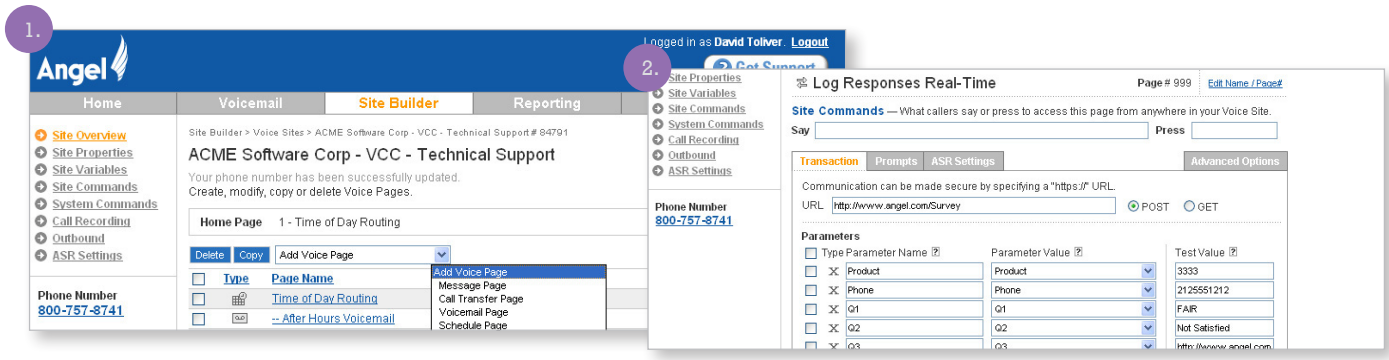 1.
Logged in as David Toliver. Logout
Angel
Get Support
Home Voicemail Site Builder Reporting
Site Overview
Site Properties
Site Variables
Site Commands
System Commands
Call Recording
Outbound
ASR Settings
Phone Number
800-757-8741
Site Builder > Voice Sites > ACME Software Corp - VCC - Technical Support # 84791
ACME Software Corp - VCC - Technical Support
Your phone number has been successfully updated.
Create, modify, copy or delete Voice Pages.
Home Page 1 - Time of Day Routing
Delete Copy Add Voice Page
Type Page Name
Time of Day Routing
-- After Hours Voicemail
Add Voice Page
Message Page
Call Transfer Page
Voicemail Page
Schedule Page
2.
Site Properties
Site Variables
Site Commands
System Commands
Call Recording
Outbound
ASR Settings
Phone Number
800-757-8741
Log Responses Real-Time Page # 999 Edit Name / Page#
Site Commands — What callers say or press to access this page from anywhere in your Voice Site.
Say Press
Transaction Prompts ASR Settings Advanced Options
Communication can be made secure by specifying a "https://" URL.
URL http://www.angel.com/Survey POST GET
Parameters
Type Parameter Name ? Parameter Value ? Test Value ?
X Product Product 3333
X Phone Phone 2125551212
X Q1 Q1 FAIR
X Q2 Q2 Not Satisfied
X Q3 Q3 http://www.angel.com